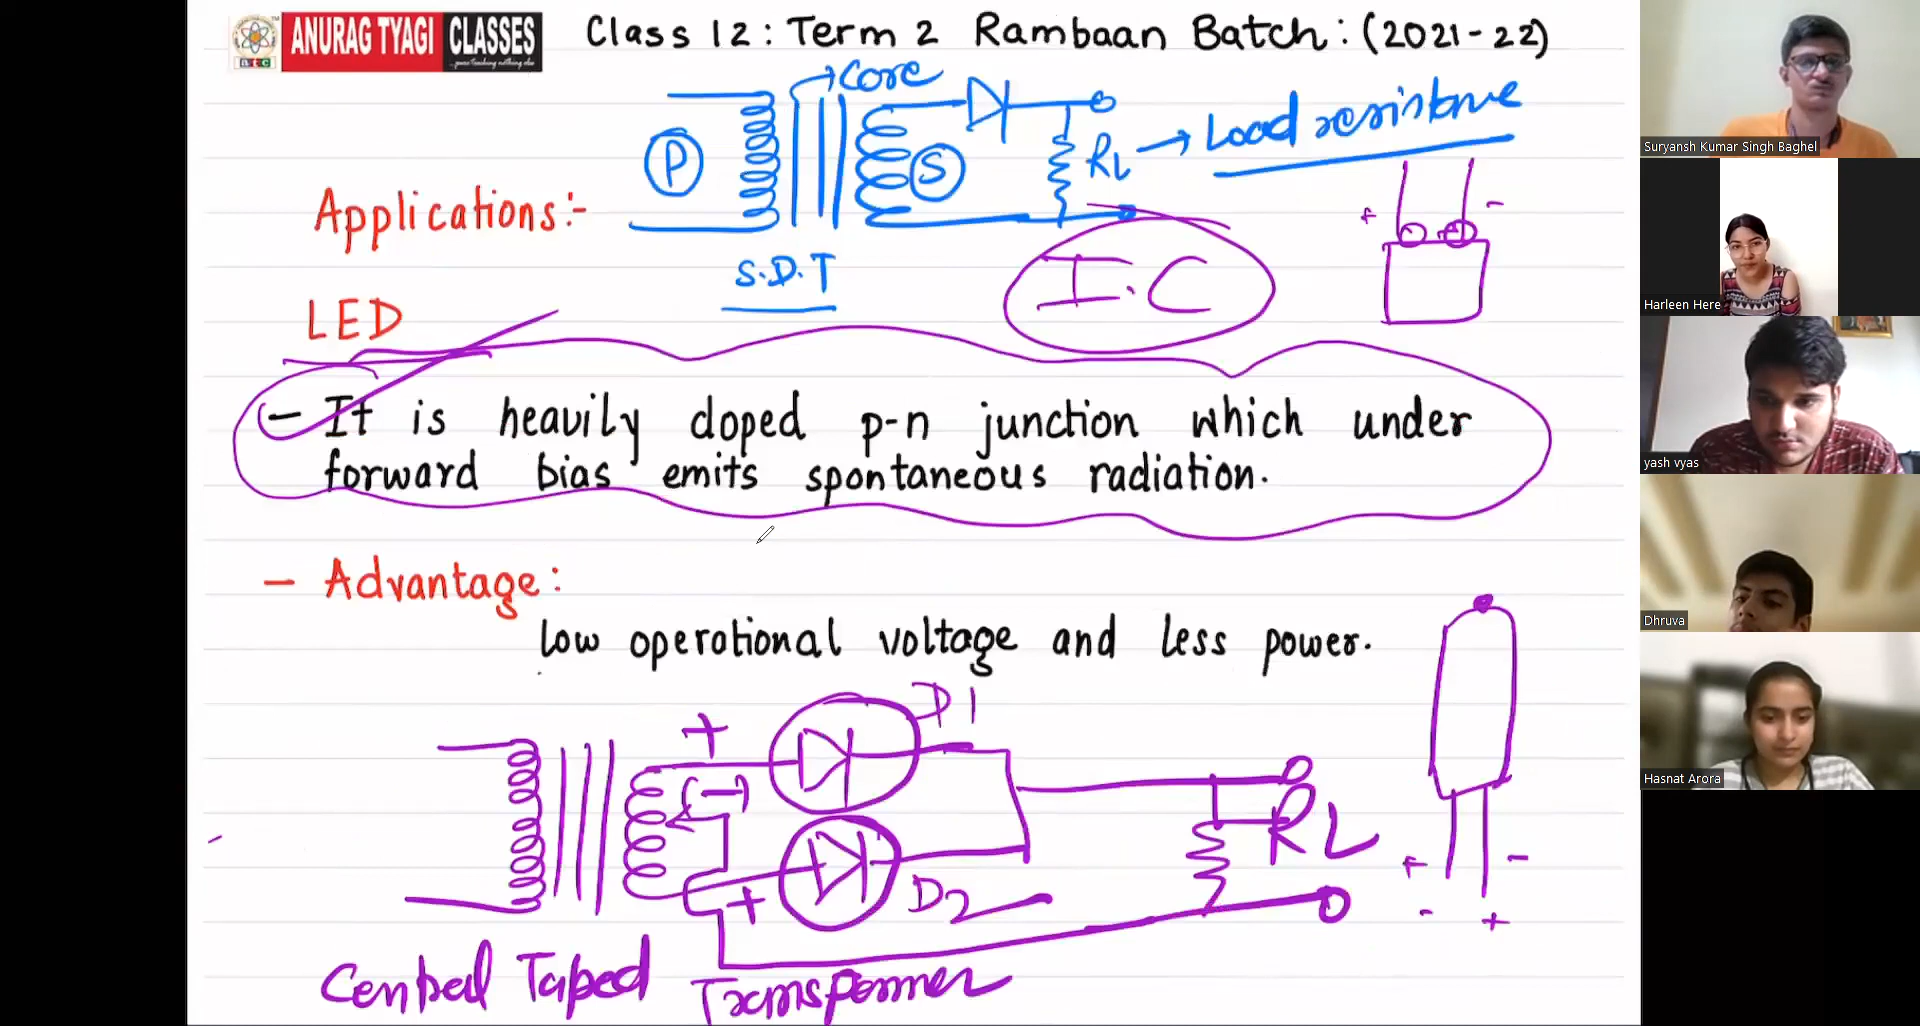 ANURAG TYAGI CLASSES
Class 12 : Term 2 Rambaan Batch : (2021-22)
Core
P
S
RL → Load resistance
Applications:-
S.D.T
I.C
+ -
LED
- It is heavily doped p-n junction which under
forward bias emits spontaneous radiation.
- Advantage:
low operational voltage and less power.
D1
+
RL
+
D2
+ -
- +
Central Taped Transformer
Suryansh Kumar Singh Baghel
Harleen Here
yash vyas
Dhruva
Hasnat Arora